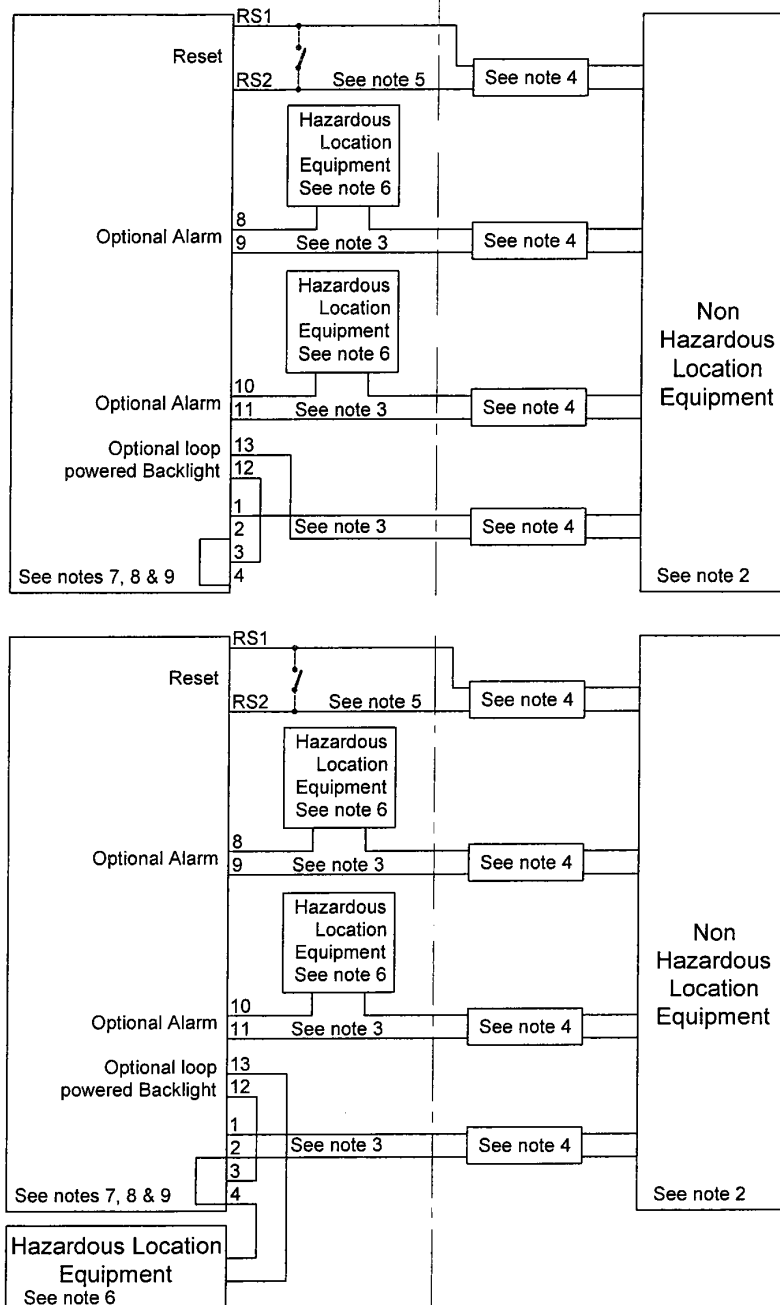 RS1
Reset
RS2
See note 5
See note 4
Hazardous
Location
Equipment
See note 6
8
Optional Alarm
9
See note 3
See note 4
Hazardous
Location
Equipment
See note 6
Non
Hazardous
Location
Equipment
10
Optional Alarm
11
See note 3
See note 4
Optional loop
powered Backlight
13
12
1
2
3
4
See note 3
See note 4
See notes 7, 8 & 9
See note 2
RS1
Reset
RS2
See note 5
See note 4
Hazardous
Location
Equipment
See note 6
8
Optional Alarm
9
See note 3
See note 4
Hazardous
Location
Equipment
See note 6
Non
Hazardous
Location
Equipment
10
Optional Alarm
11
See note 3
See note 4
Optional loop
powered Backlight
13
12
1
2
3
4
See note 3
See note 4
See notes 7, 8 & 9
See note 2
Hazardous Location
Equipment
See note 6